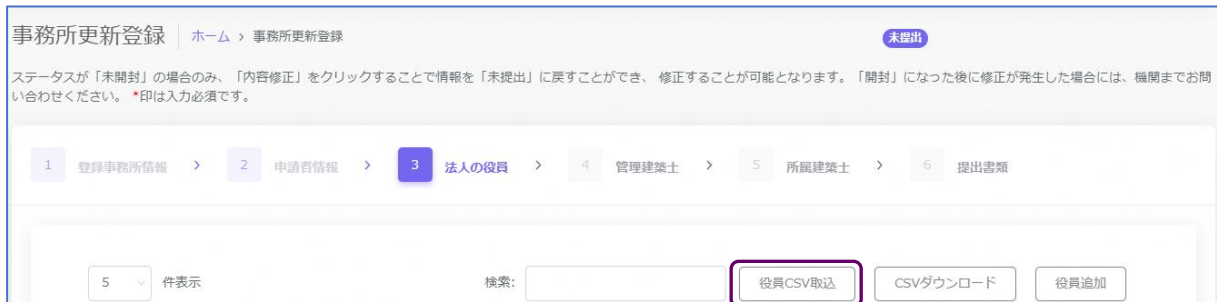 事務所更新登録 ホーム > 事務所更新登録 未提出
ステータスが「未開封」の場合のみ、「内容修正」をクリックすることで情報を「未提出」に戻すことができ、 修正することが可能となります。「開封」になった後に修正が発生した場合には、機関までお問
い合わせください。 *印は入力必須です。
1 登録事務所情報 > 2 申請者情報 > 3 法人の役員 > 4 管理建築士 > 5 所属建築士 > 6 提出書類
5 件表示 検索: 役員CSV取込 CSVダウンロード 役員追加